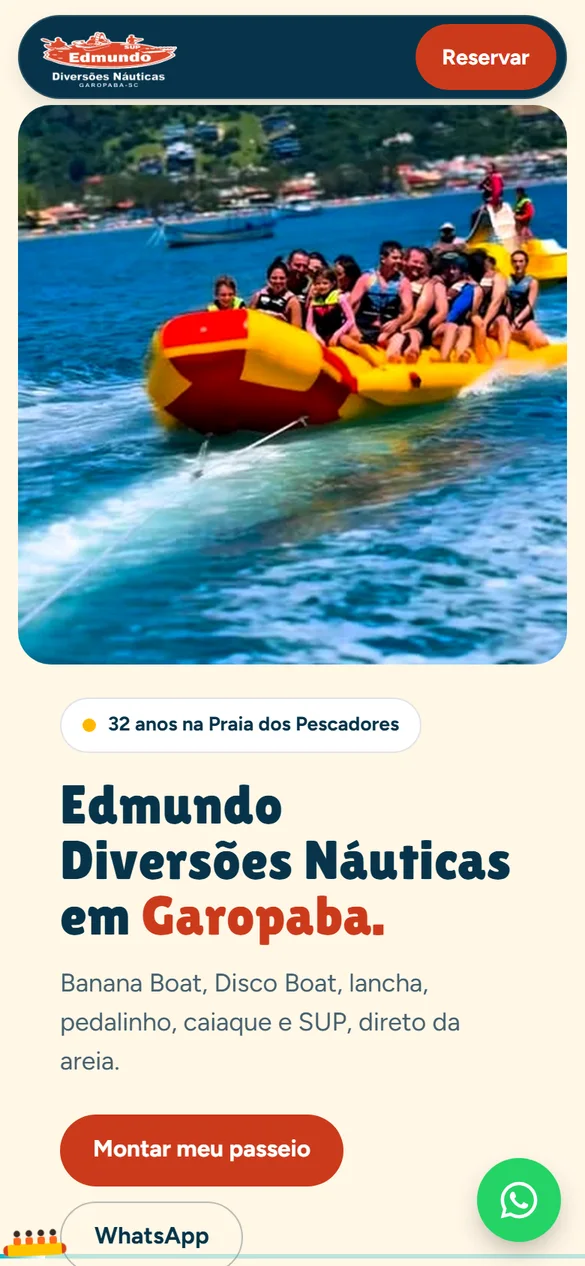 SUP
Edmundo
Diversões Náuticas
GAROPABA-SC
Reservar
32 anos na Praia dos Pescadores
Edmundo
Diversões Náuticas
em Garopaba.
Banana Boat, Disco Boat, lancha,
pedalinho, caiaque e SUP, direto da
areia.
Montar meu passeio
WhatsApp